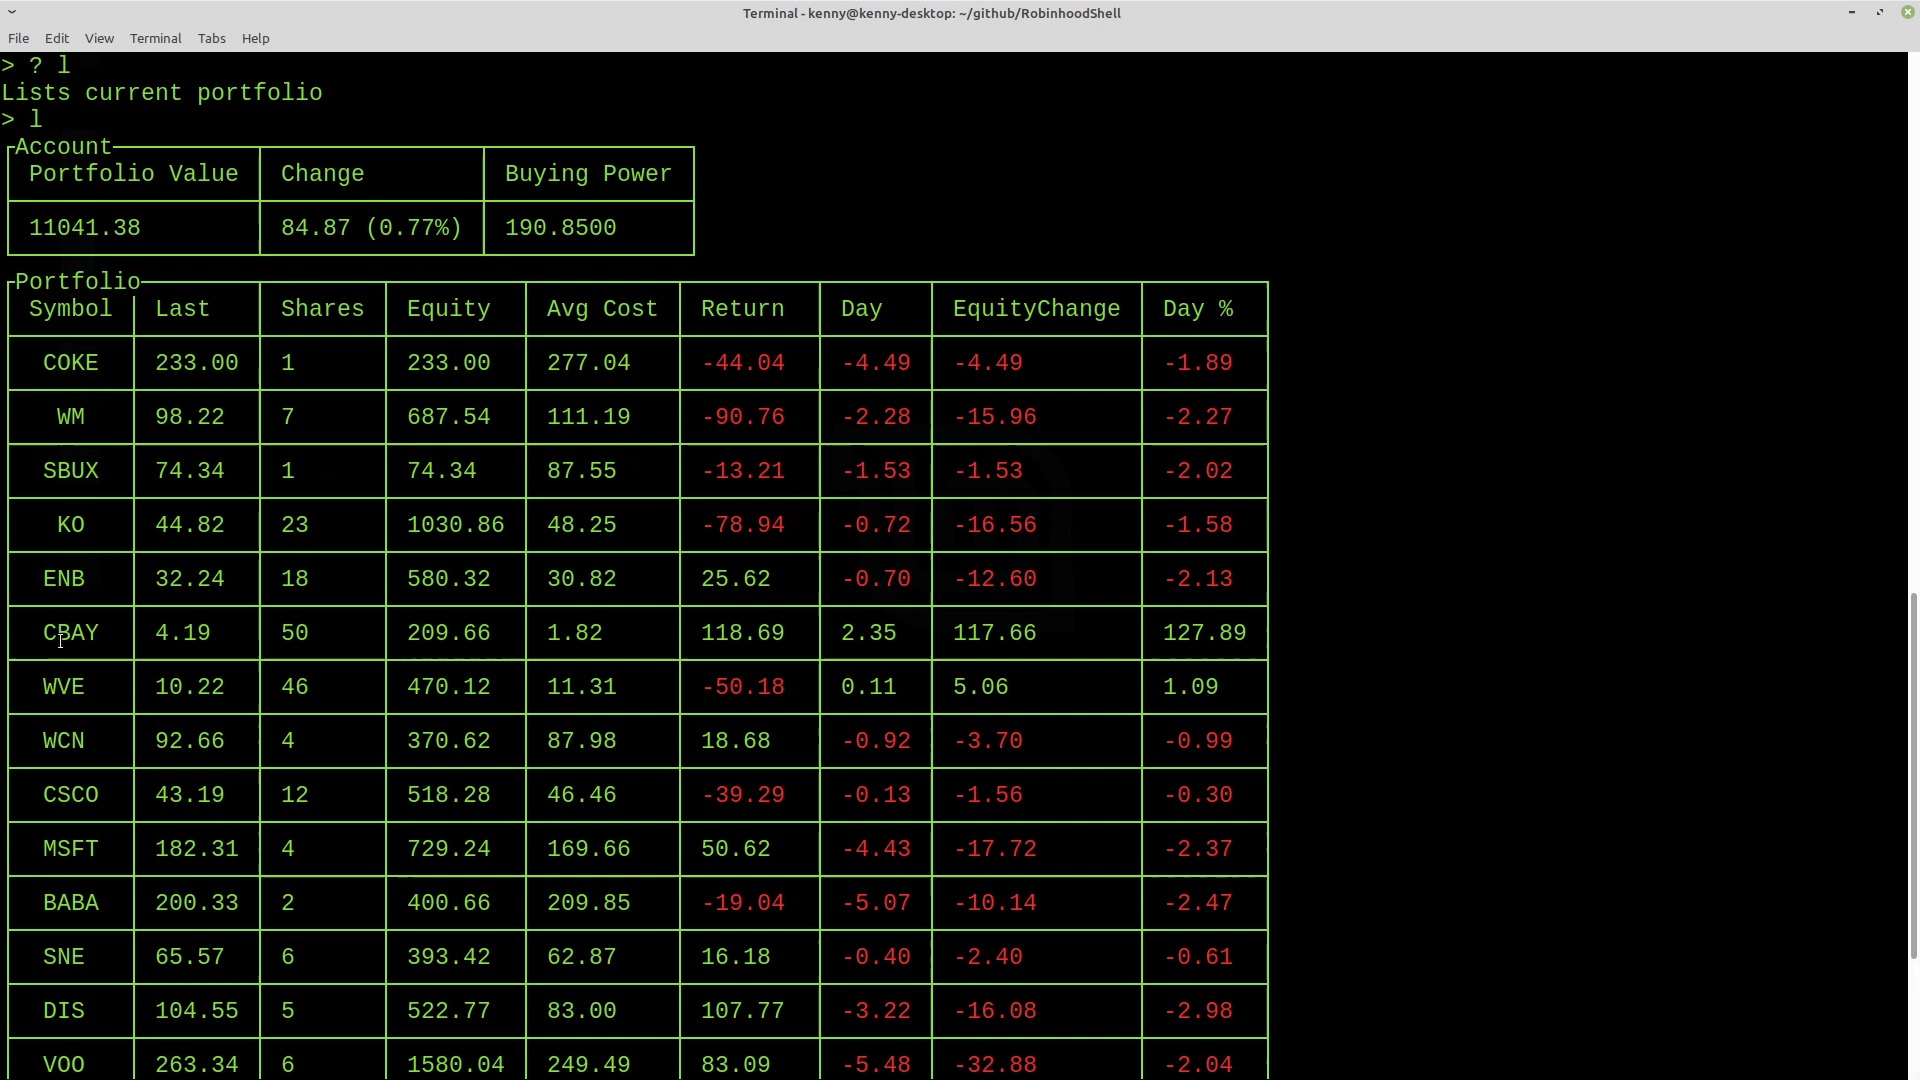 Terminal - kenny@kenny-desktop: ~/github/RobinhoodShell
File Edit View Terminal Tabs Help
> ? l
Lists current portfolio
> l
Account
Portfolio Value Change Buying Power
11041.38 84.87 (0.77%) 190.8500
Portfolio
Symbol Last Shares Equity Avg Cost Return Day EquityChange Day %
COKE 233.00 1 233.00 277.04 -44.04 -4.49 -4.49 -1.89
WM 98.22 7 687.54 111.19 -90.76 -2.28 -15.96 -2.27
SBUX 74.34 1 74.34 87.55 -13.21 -1.53 -1.53 -2.02
KO 44.82 23 1030.86 48.25 -78.94 -0.72 -16.56 -1.58
ENB 32.24 18 580.32 30.82 25.62 -0.70 -12.60 -2.13
CBAY 4.19 50 209.66 1.82 118.69 2.35 117.66 127.89
WVE 10.22 46 470.12 11.31 -50.18 0.11 5.06 1.09
WCN 92.66 4 370.62 87.98 18.68 -0.92 -3.70 -0.99
CSCO 43.19 12 518.28 46.46 -39.29 -0.13 -1.56 -0.30
MSFT 182.31 4 729.24 169.66 50.62 -4.43 -17.72 -2.37
BABA 200.33 2 400.66 209.85 -19.04 -5.07 -10.14 -2.47
SNE 65.57 6 393.42 62.87 16.18 -0.40 -2.40 -0.61
DIS 104.55 5 522.77 83.00 107.77 -3.22 -16.08 -2.98
VOO 263.34 6 1580.04 249.49 83.09 -5.48 -32.88 -2.04